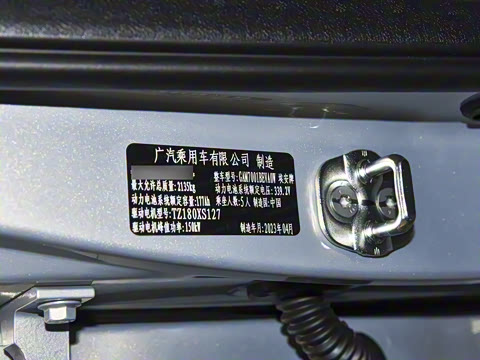 广汽乘用车有限公司 制造
整车型号:GAM7001BEVA0W 埃安牌
最大允许总质量:2135kg 动力电池系统额定电压:339.2V
动力电池系统额定容量:177Ah 乘坐人数:5人 制造国:中国
驱动电机型号:TZ180XS127
驱动电机峰值功率:150kW 制造年月:2023年04月